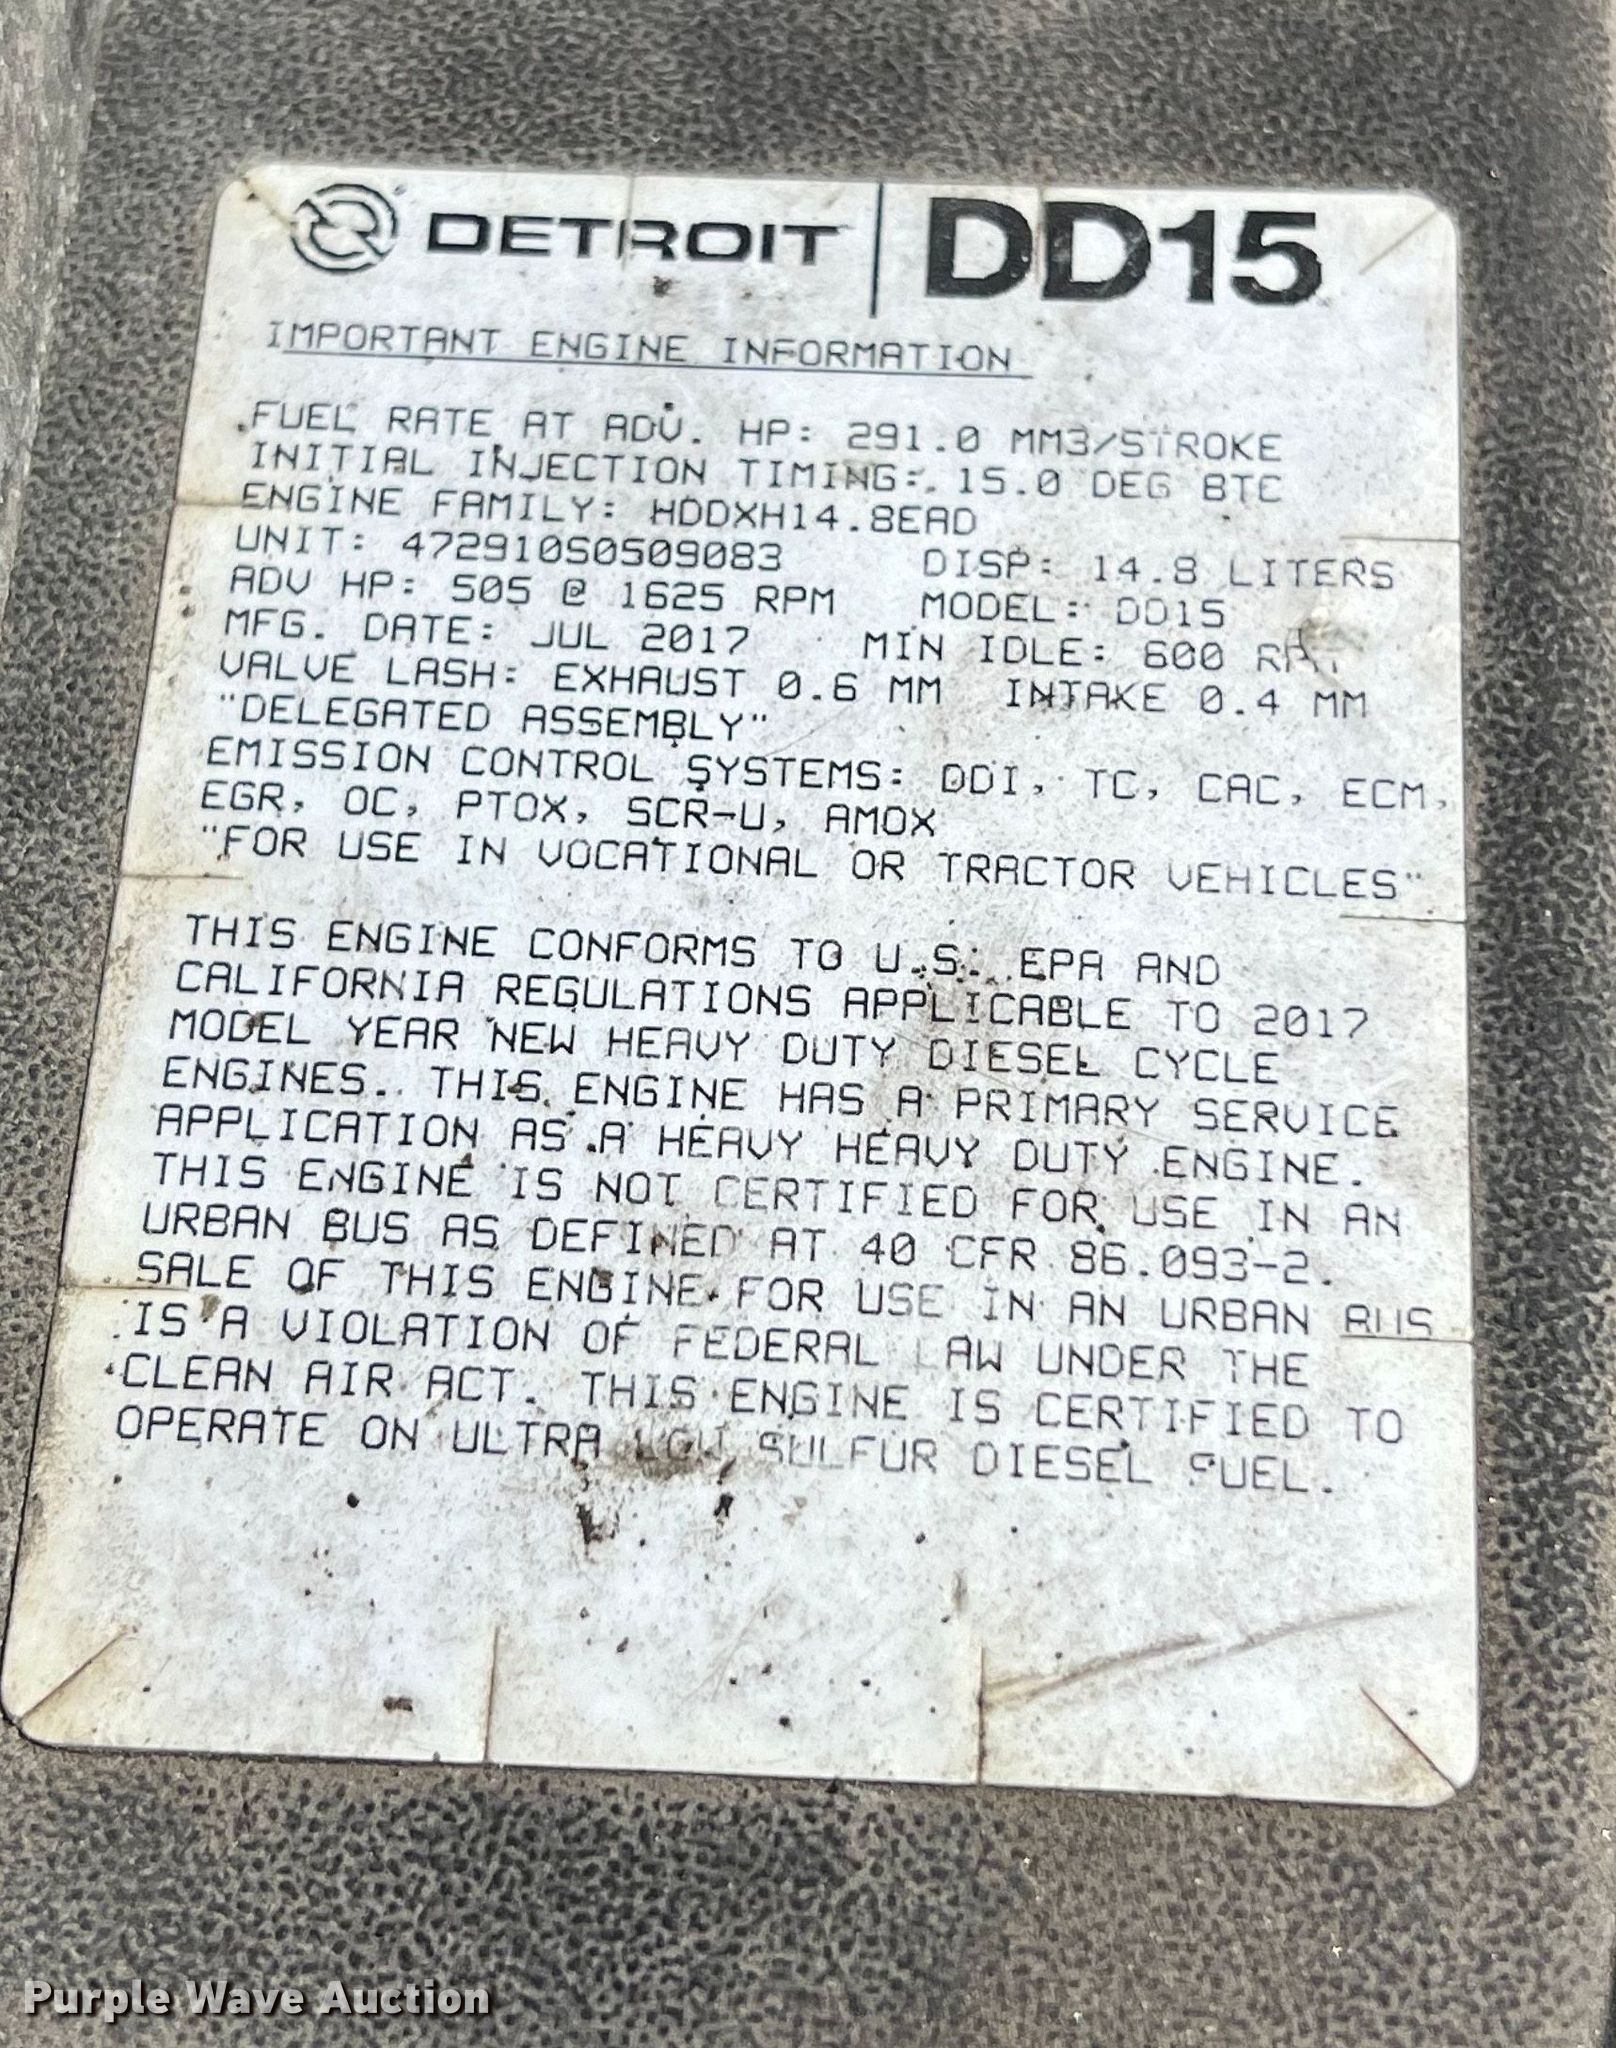 DETROIT DD15
IMPORTANT ENGINE INFORMATION
FUEL RATE AT ADV. HP: 291.0 MM3/STROKE
INITIAL INJECTION TIMING: 15.0 DEG BTC
ENGINE FAMILY: HDDXH14.8EAD
UNIT: 472910S0509083 DISP: 14.8 LITERS
ADV HP: 505 @ 1625 RPM MODEL: DD15
MFG. DATE: JUL 2017 MIN IDLE: 600 RPM
VALVE LASH: EXHAUST 0.6 MM INTAKE 0.4 MM
"DELEGATED ASSEMBLY"
EMISSION CONTROL SYSTEMS: DDI, TC, CAC, ECM,
EGR, OC, PTOX, SCR-U, AMOX
"FOR USE IN VOCATIONAL OR TRACTOR VEHICLES"
THIS ENGINE CONFORMS TO U.S. EPA AND
CALIFORNIA REGULATIONS APPLICABLE TO 2017
MODEL YEAR NEW HEAVY DUTY DIESEL CYCLE
ENGINES. THIS ENGINE HAS A PRIMARY SERVICE
APPLICATION AS A HEAVY HEAVY DUTY ENGINE.
THIS ENGINE IS NOT CERTIFIED FOR USE IN AN
URBAN BUS AS DEFINED AT 40 CFR 86.093-2.
SALE OF THIS ENGINE FOR USE IN AN URBAN BUS
IS A VIOLATION OF FEDERAL LAW UNDER THE
CLEAN AIR ACT. THIS ENGINE IS CERTIFIED TO
OPERATE ON ULTRA LOW SULFUR DIESEL FUEL.
Purple Wave Auction